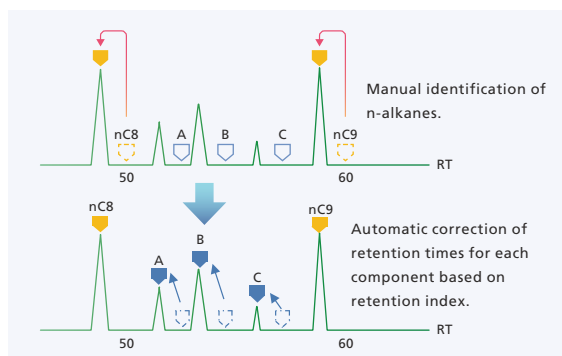 nC8
A
B
C
nC9
50
60
RT
Manual identification of
n-alkanes.
nC8
A
B
C
nC9
50
60
RT
Automatic correction of
retention times for each
component based on
retention index.